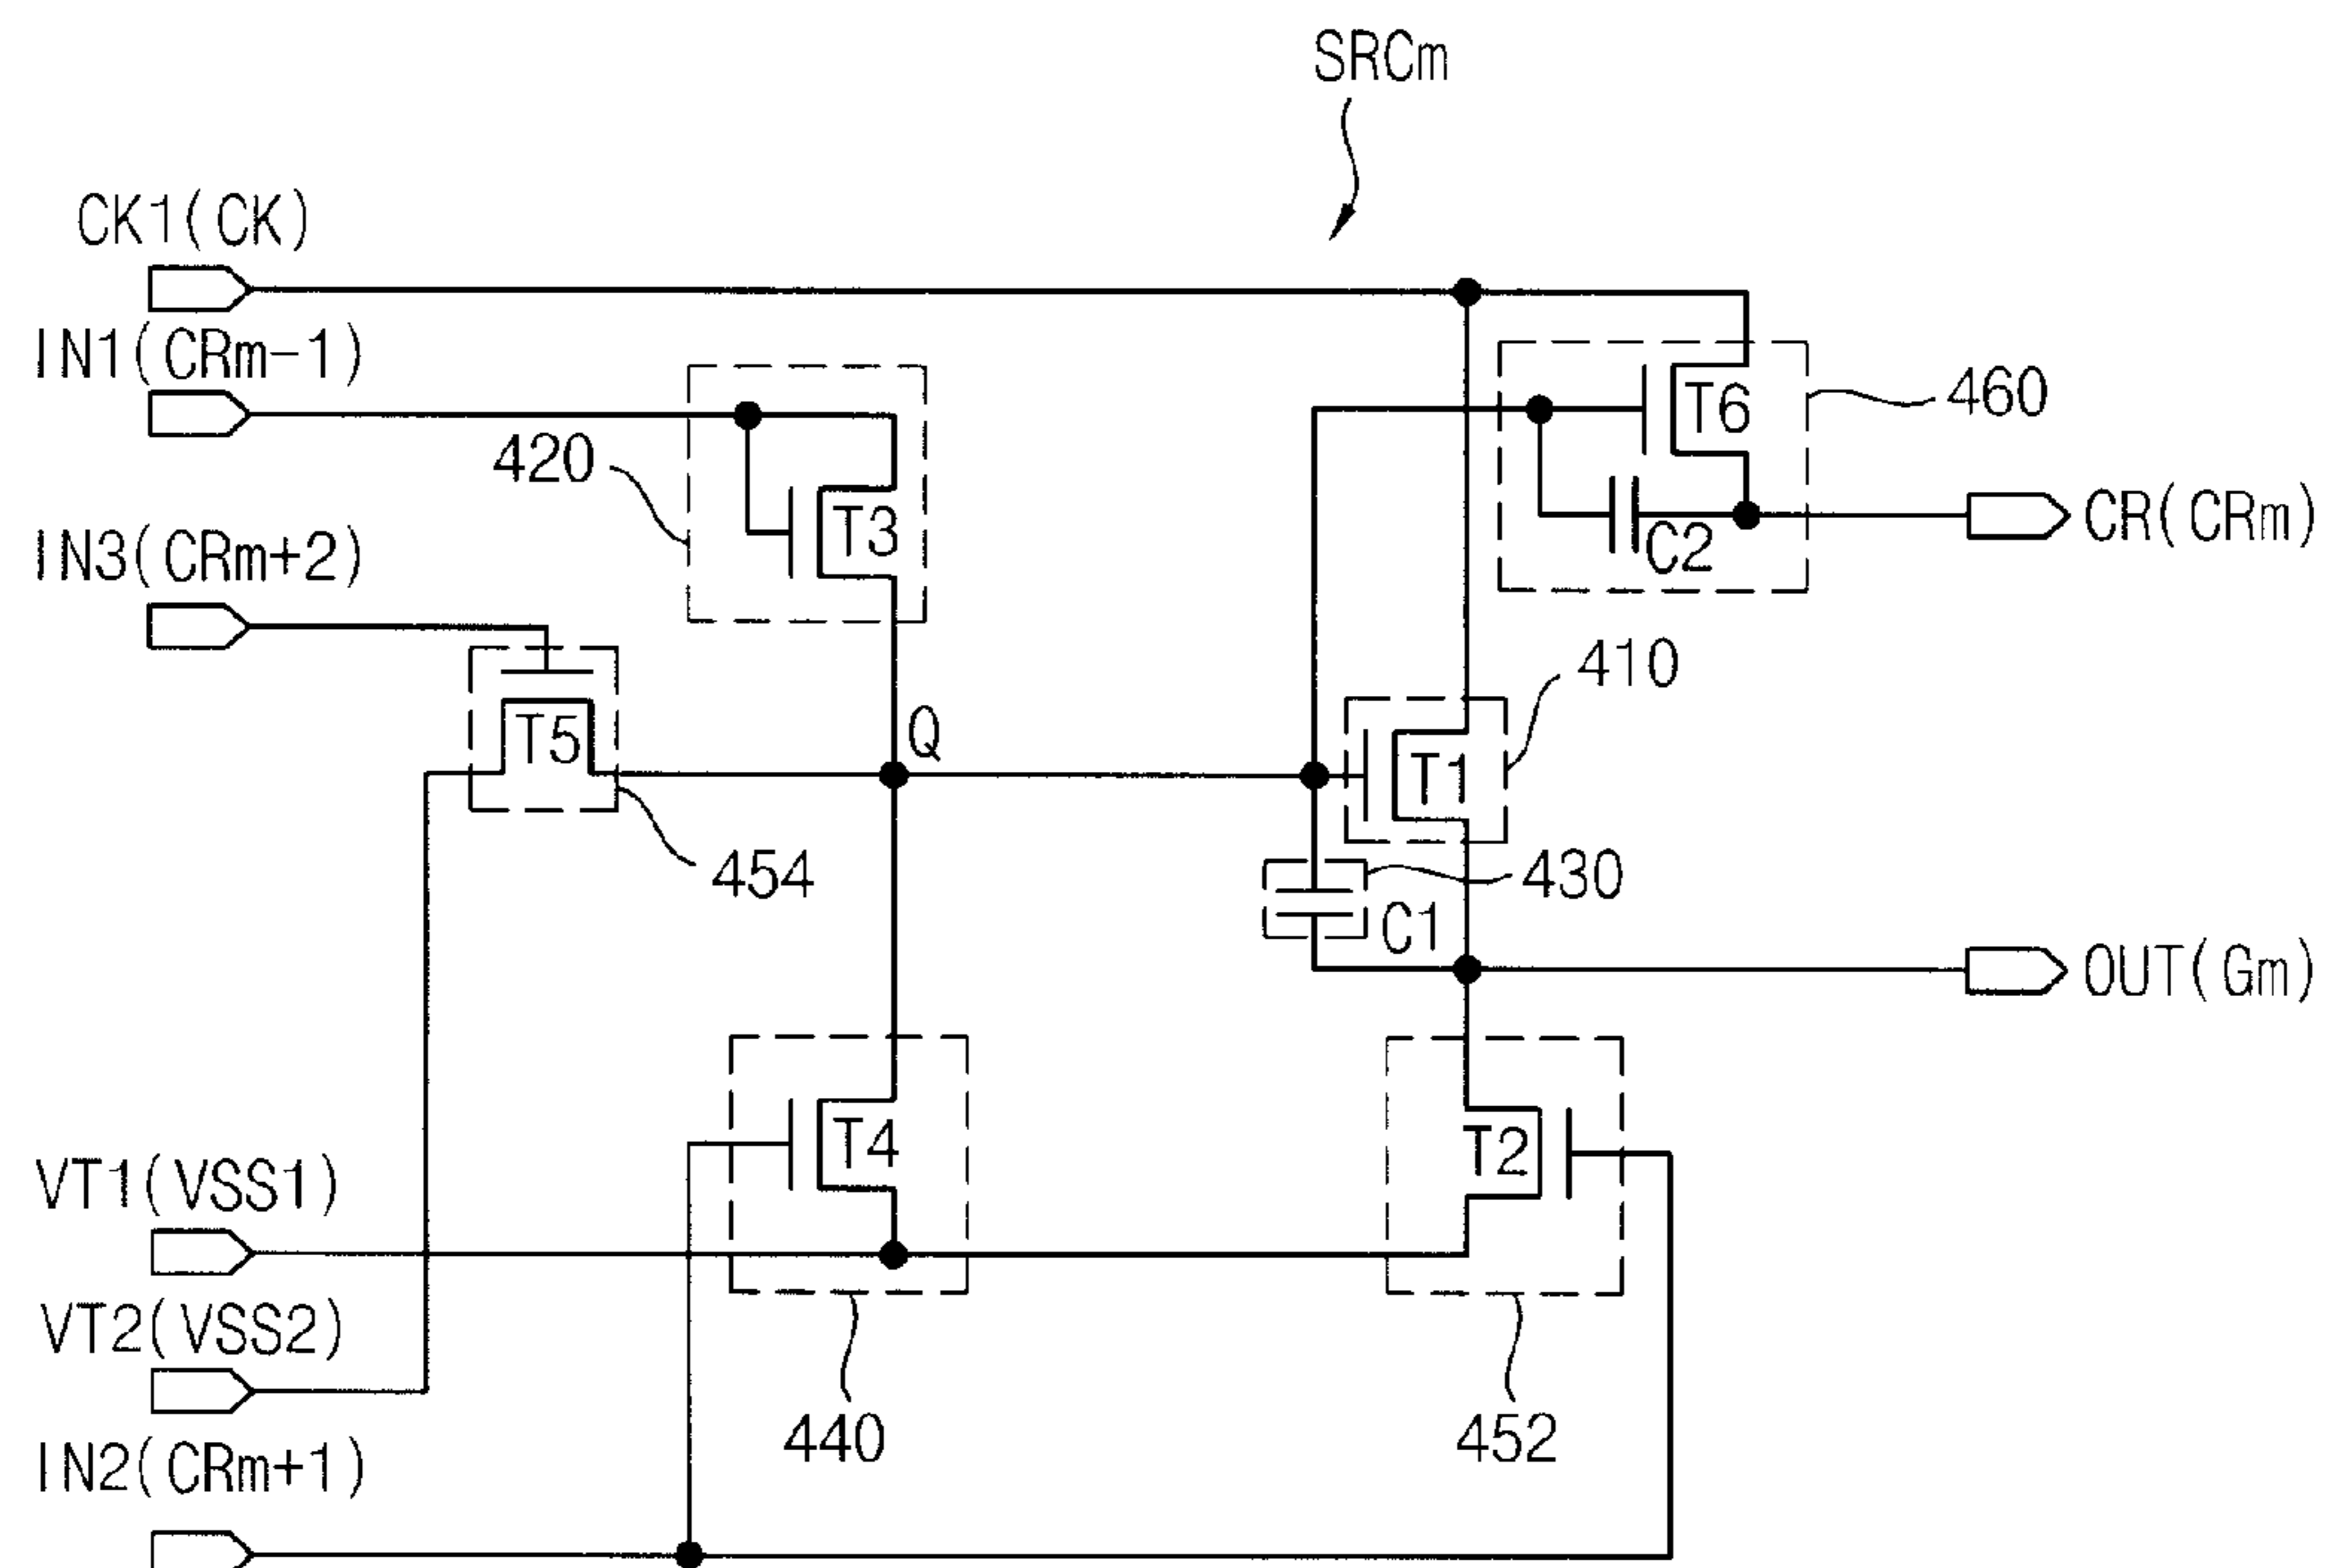 SRCm
CK1(CK)
IN1(CRm-1)
T6
460
420
T3
CR(CRm)
C2
IN3(CRm+2)
410
T5
Q
T1
454
430
C1
OUT(Gm)
T4
T2
VT1(VSS1)
VT2(VSS2)
440
452
IN2(CRm+1)